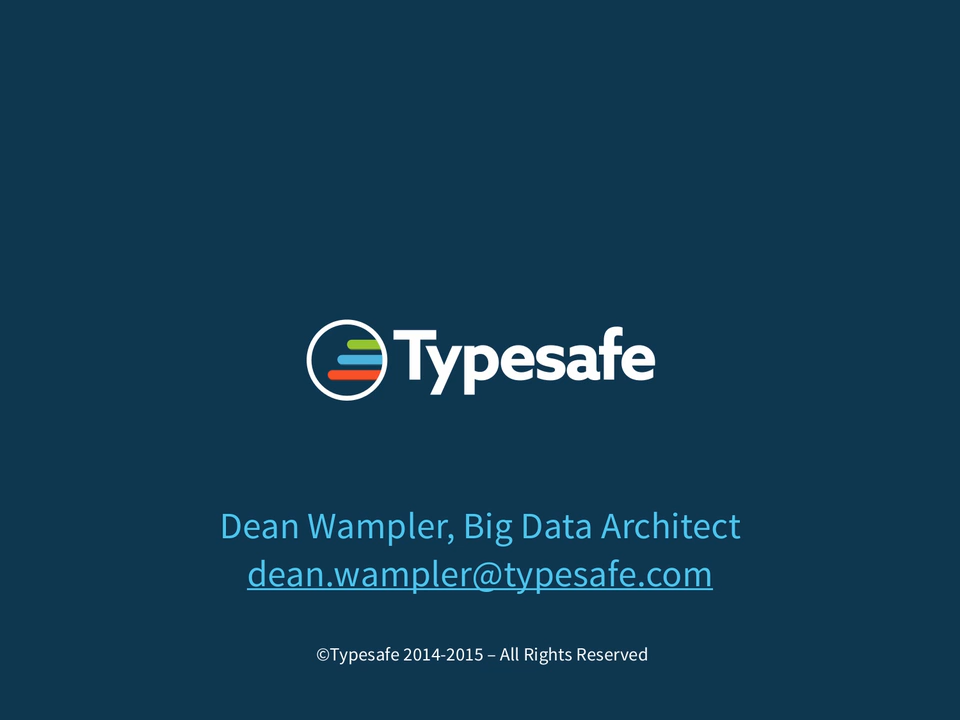 Typesafe
Dean Wampler, Big Data Architect
dean.wampler@typesafe.com
©Typesafe 2014-2015 – All Rights Reserved